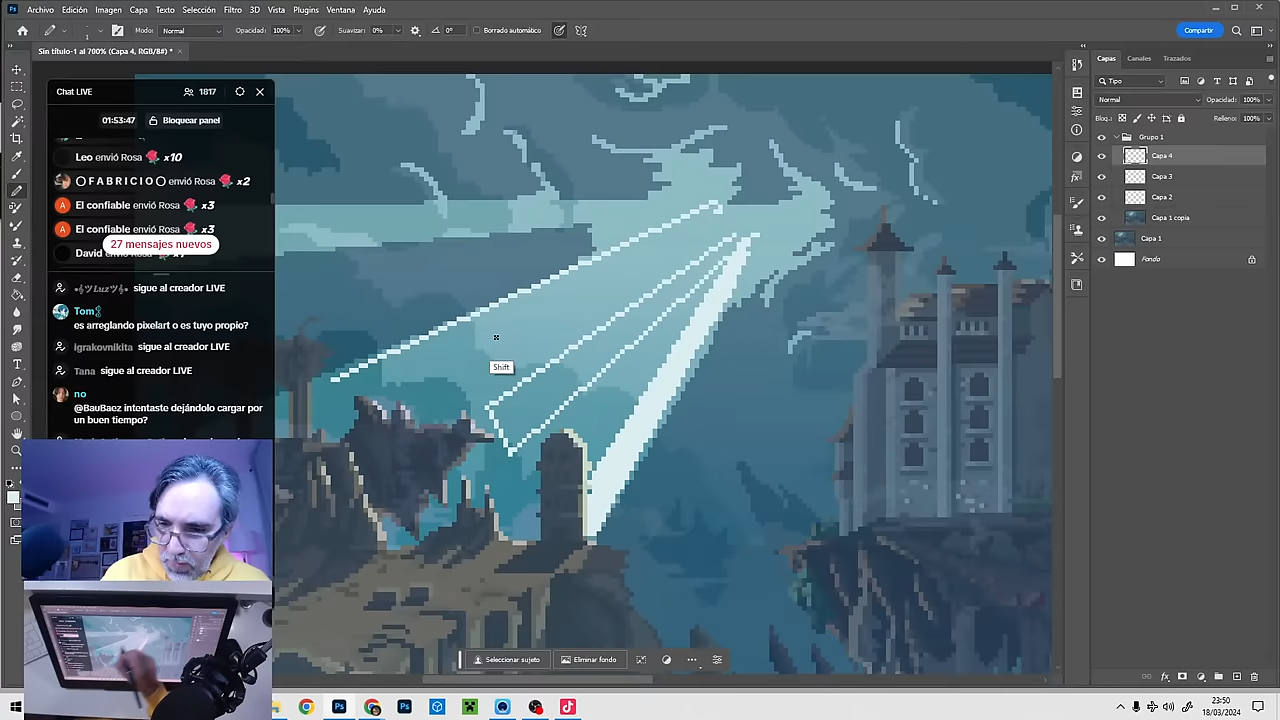 Ps Archivo Edición Imagen Capa Texto Selección Filtro 3D Vista Plugins Ventana Ayuda
Modo: Normal Opacidad: 100% Suavizar: 0% 0° Borrado automático Compartir
Sin título-1 al 700% (Capa 4, RGB/8#) *
Capas Canales Trazados
Tipo
Normal Opacidad: 100%
Bloq.: Relleno: 100%
Grupo 1
Capa 4
Capa 3
Capa 2
Capa 1 copia
Capa 1
Fondo
Chat LIVE 1817
01:53:47 Bloquear panel
Leo envió Rosa x10
F A B R I C I O envió Rosa x2
El confiable envió Rosa x3
El confiable envió Rosa x3
27 mensajes nuevos
David
Luz sigue al creador LIVE
Tom
es arreglando pixelart o es tuyo propio?
igrakovnikita sigue al creador LIVE
Tana sigue al creador LIVE
no
@BauBaez intentaste dejándolo cargar por
un buen tiempo?
Shift
Seleccionar sujeto Eliminar fondo
23:50
18/03/2024